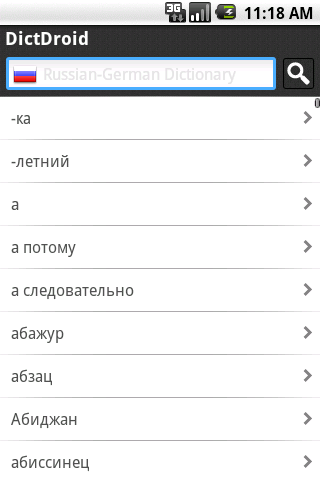 3G 11:18 AM
DictDroid
Russian-German Dictionary
-ка
-летний
а
а потому
а следовательно
абажур
абзац
Абиджан
абиссинец